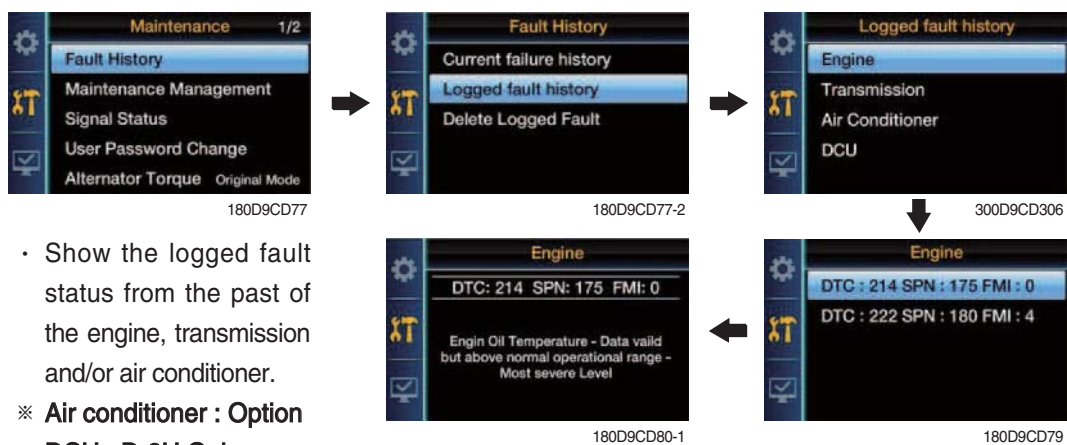 Maintenance 1/2
Fault History
Maintenance Management
Signal Status
User Password Change
Alternator Torque Original Mode
180D9CD77
Fault History
Current failure history
Logged fault history
Delete Logged Fault
180D9CD77-2
Logged fault history
Engine
Transmission
Air Conditioner
DCU
300D9CD306
· Show the logged fault
status from the past of
the engine, transmission
and/or air conditioner.
※ Air conditioner : Option
Engine
DTC: 214 SPN: 175 FMI: 0
Engin Oil Temperature - Data vaild
but above normal operational range -
Most severe Level
180D9CD80-1
Engine
DTC : 214 SPN : 175 FMI : 0
DTC : 222 SPN : 180 FMI : 4
180D9CD79